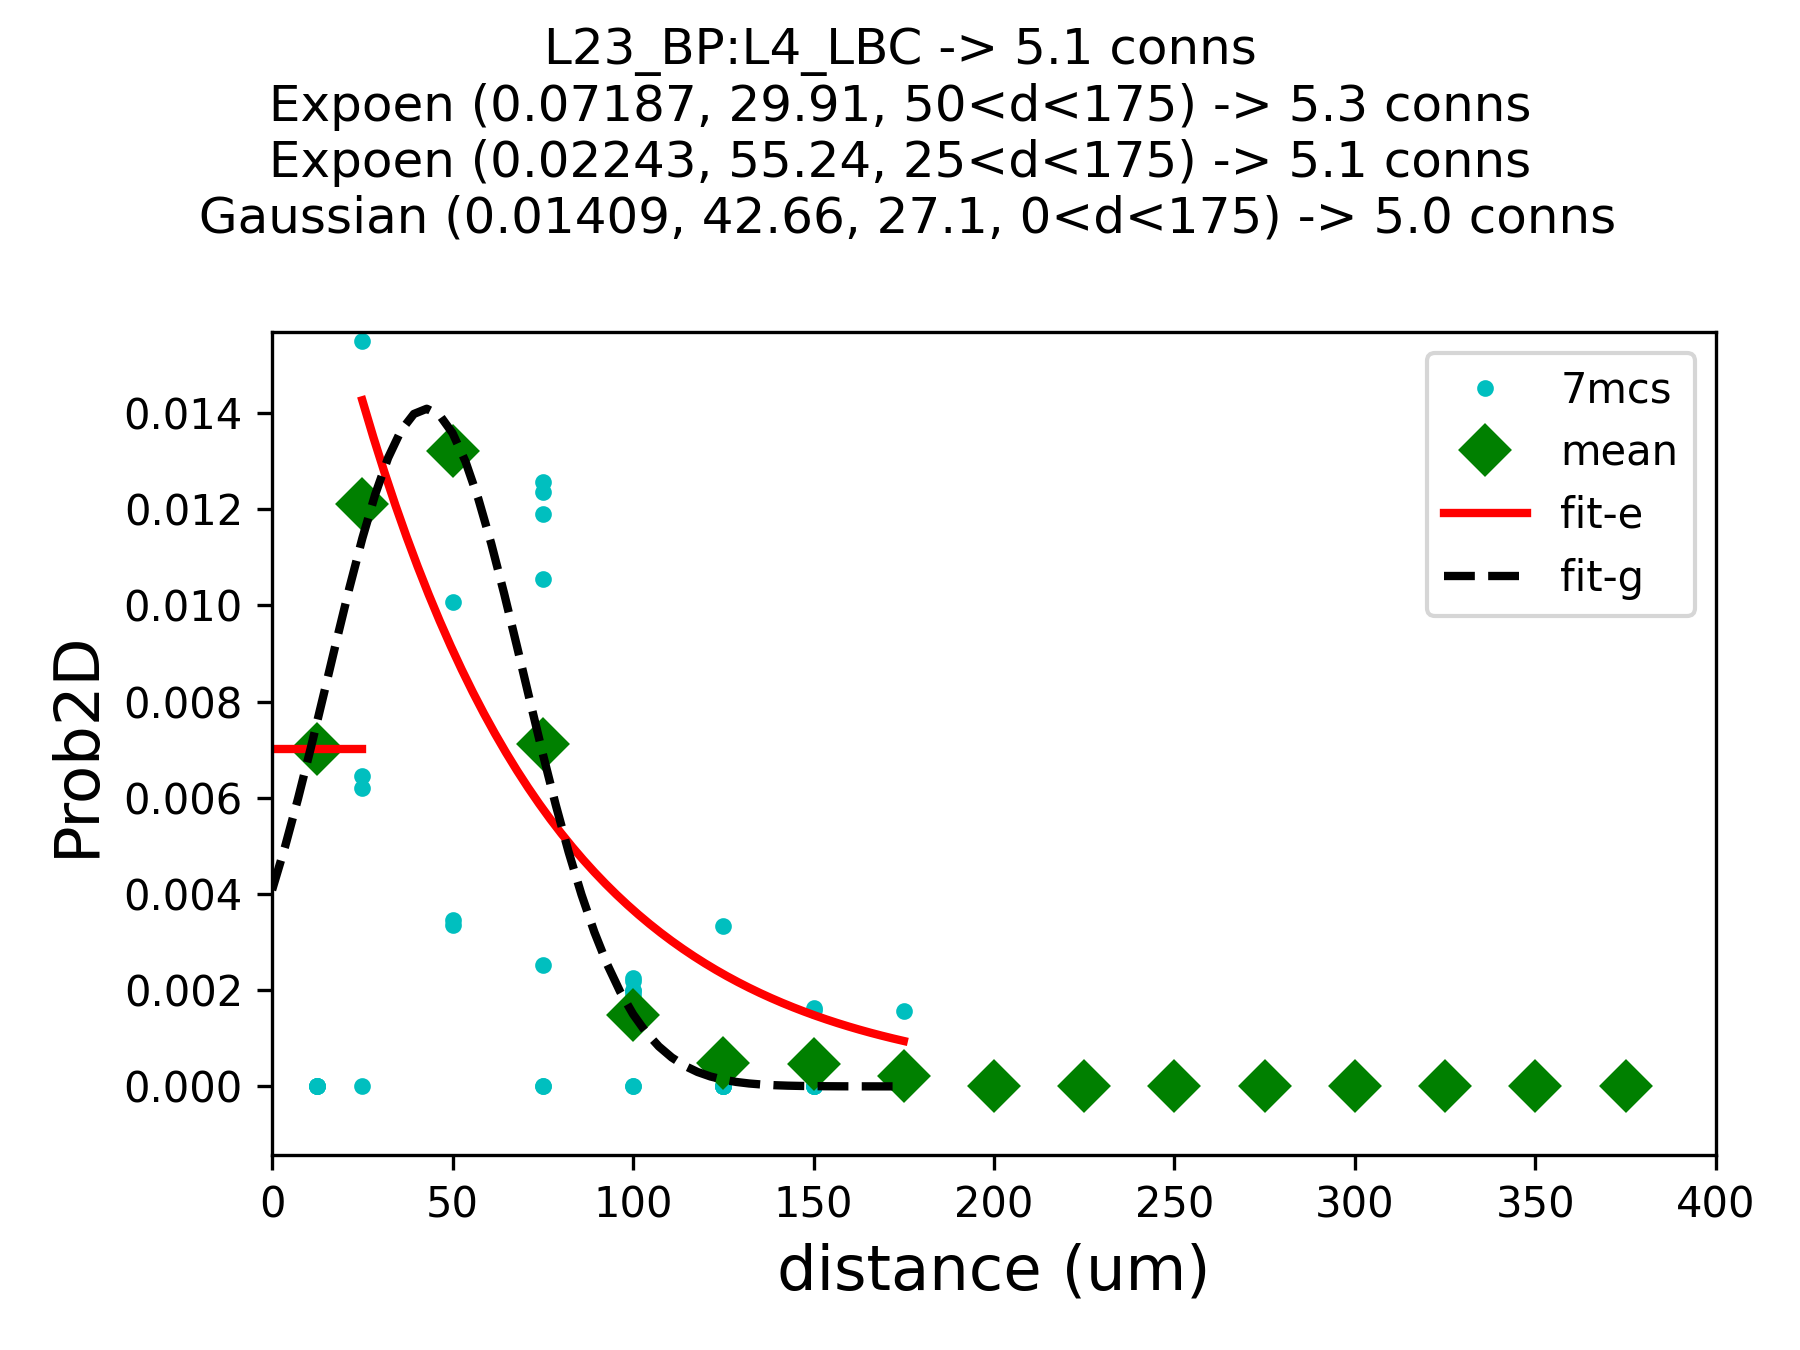 L23_BP:L4_LBC -> 5.1 conns
Expoen (0.07187, 29.91, 50<d<175) -> 5.3 conns
Expoen (0.02243, 55.24, 25<d<175) -> 5.1 conns
Gaussian (0.01409, 42.66, 27.1, 0<d<175) -> 5.0 conns
7mcs
mean
fit-e
fit-g
Prob2D
0.014
0.012
0.010
0.008
0.006
0.004
0.002
0.000
0 50 100 150 200 250 300 350 400
distance (um)